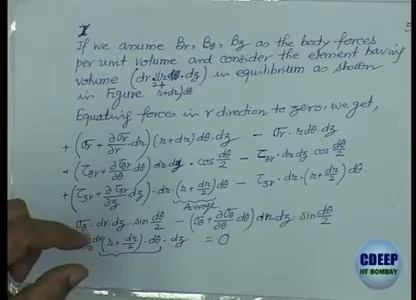 If we assume Br, Bθ, Bz as the body forces
per unit volume and consider the element having
volume (dr. dθ. dz) in equilibrium as shown
in Figure r+dr)dθ
Equating forces in r direction to zero, we get,
+ (σr + ∂σr/∂r dr)(r+dr)dθ.dz - σr. rdθ.dz
+ (τθr + ∂τθr/∂θ dθ) dr dz. cos dθ/2 - τθr. dr.dz cos dθ/2
+ (τzr + ∂τzr/∂z dz). dr. (r + dr/2) dθ - τzr. dr. (r + dr/2) dθ
Average
σθ. dr. dz sin dθ/2 - (σθ + ∂σθ/∂θ dθ) dr dz sin dθ/2
(r + dr/2). dθ. dz = 0
CDEEP
IIT BOMBAY